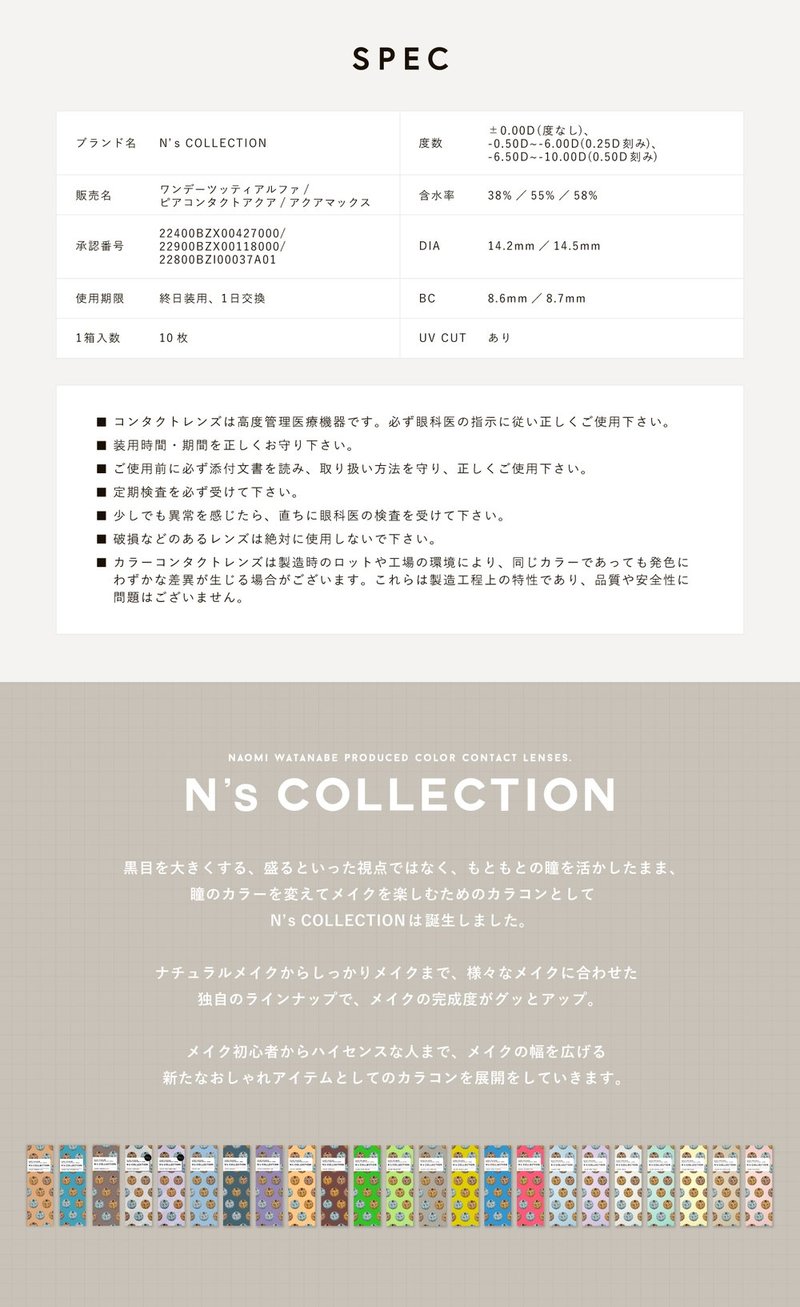 SPEC
ブランド名
N's COLLECTION
度数
±0.00D(度なし)、
-0.50D~-6.00D(0.25D刻み)、
-6.50D~-10.00D(0.50D刻み)
販売名
ワンデーツッティアルファ /
ピアコンタクトアクア / アクアマックス
含水率
38% ／ 55% ／ 58%
承認番号
22400BZX00427000/
22900BZX00118000/
22800BZI00037A01
DIA
14.2mm ／ 14.5mm
使用期限
終日装用、1日交換
BC
8.6mm ／ 8.7mm
1箱入数
10 枚
UV CUT
あり
■ コンタクトレンズは高度管理医療機器です。必ず眼科医の指示に従い正しくご使用下さい。
■ 装用時間・期間を正しくお守り下さい。
■ ご使用前に必ず添付文書を読み、取り扱い方法を守り、正しくご使用下さい。
■ 定期検査を必ず受けて下さい。
■ 少しでも異常を感じたら、直ちに眼科医の検査を受けて下さい。
■ 破損などのあるレンズは絶対に使用しないで下さい。
■ カラーコンタクトレンズは製造時のロットや工場の環境により、同じカラーであっても発色に
わずかな差異が生じる場合がございます。これらは製造工程上の特性であり、品質や安全性に
問題はございません。
NAOMI WATANABE PRODUCED COLOR CONTACT LENSES.
N's COLLECTION
黒目を大きくする、盛るといった視点ではなく、もともとの瞳を活かしたまま、
瞳のカラーを変えてメイクを楽しむためのカラコンとして
N's COLLECTIONは誕生しました。
ナチュラルメイクからしっかりメイクまで、様々なメイクに合わせた
独自のラインナップで、メイクの完成度がグッとアップ。
メイク初心者からハイセンスな人まで、メイクの幅を広げる
新たなおしゃれアイテムとしてのカラコンを展開をしていきます。